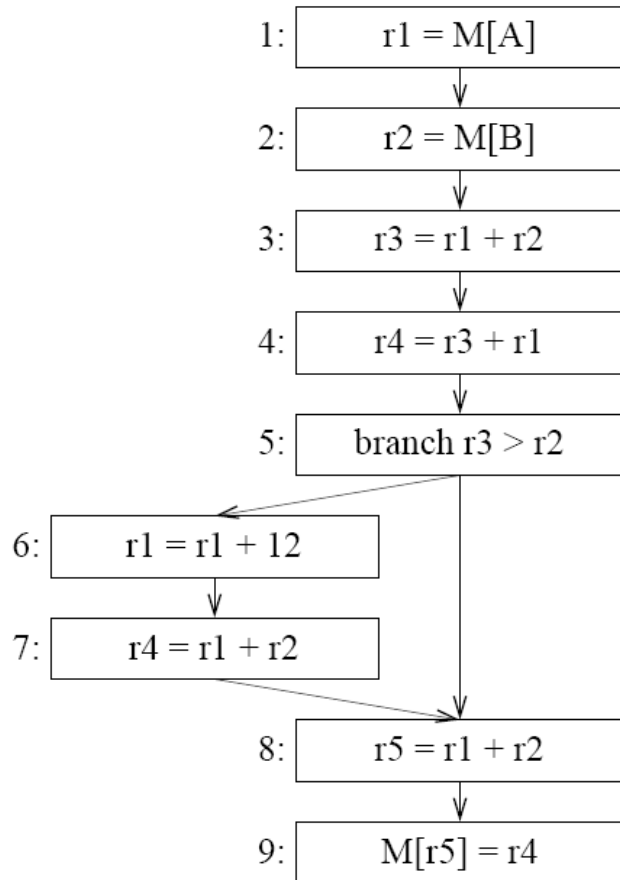 1: r1 = M[A]
2: r2 = M[B]
3: r3 = r1 + r2
4: r4 = r3 + r1
5: branch r3 > r2
6: r1 = r1 + 12
7: r4 = r1 + r2
8: r5 = r1 + r2
9: M[r5] = r4